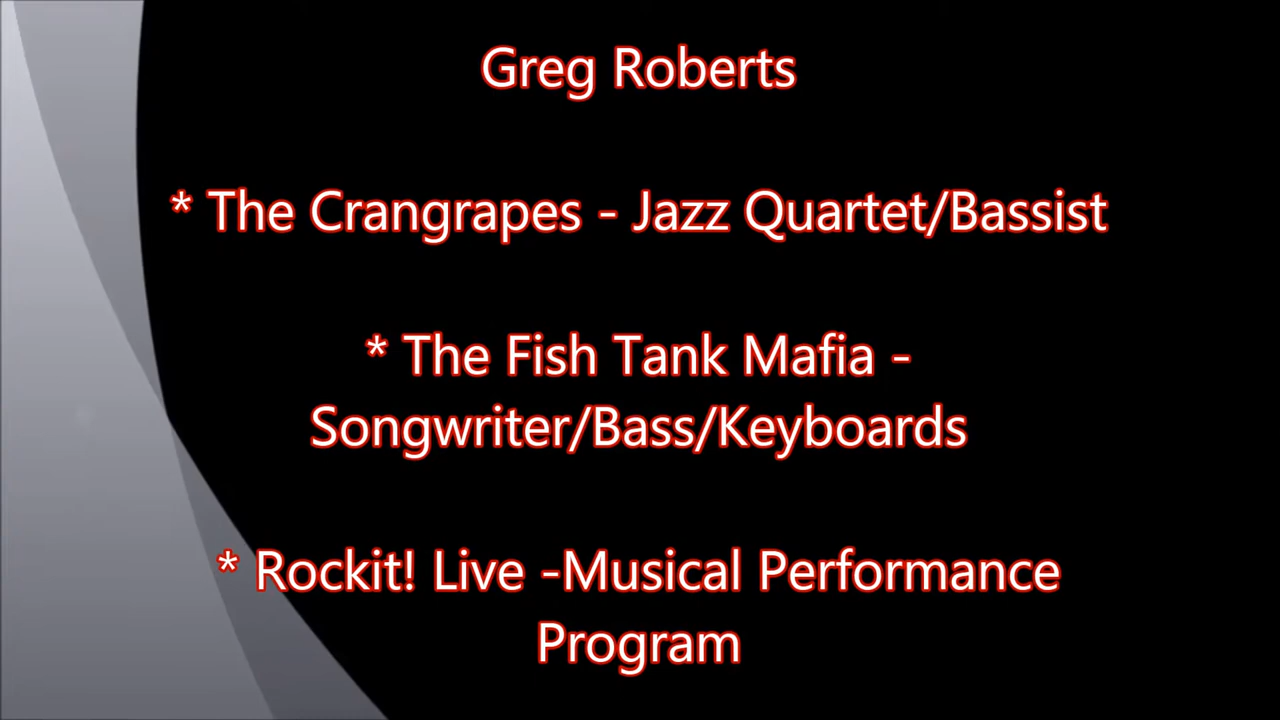 Greg Roberts
* The Crangrapes - Jazz Quartet/Bassist
* The Fish Tank Mafia -
Songwriter/Bass/Keyboards
* Rockit! Live -Musical Performance
Program